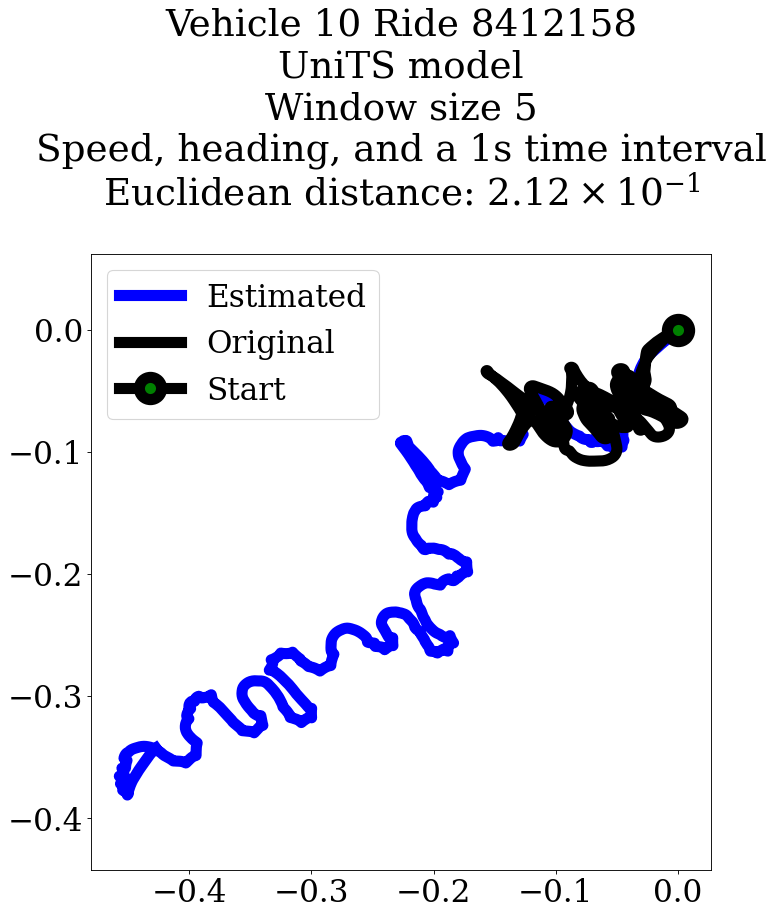 Vehicle 10 Ride 8412158
UniTS model
Window size 5
Speed, heading, and a 1s time interval
Euclidean distance: 2.12 × 10⁻¹
Estimated
Original
Start
0.0
−0.1
−0.2
−0.3
−0.4
−0.4 −0.3 −0.2 −0.1 0.0